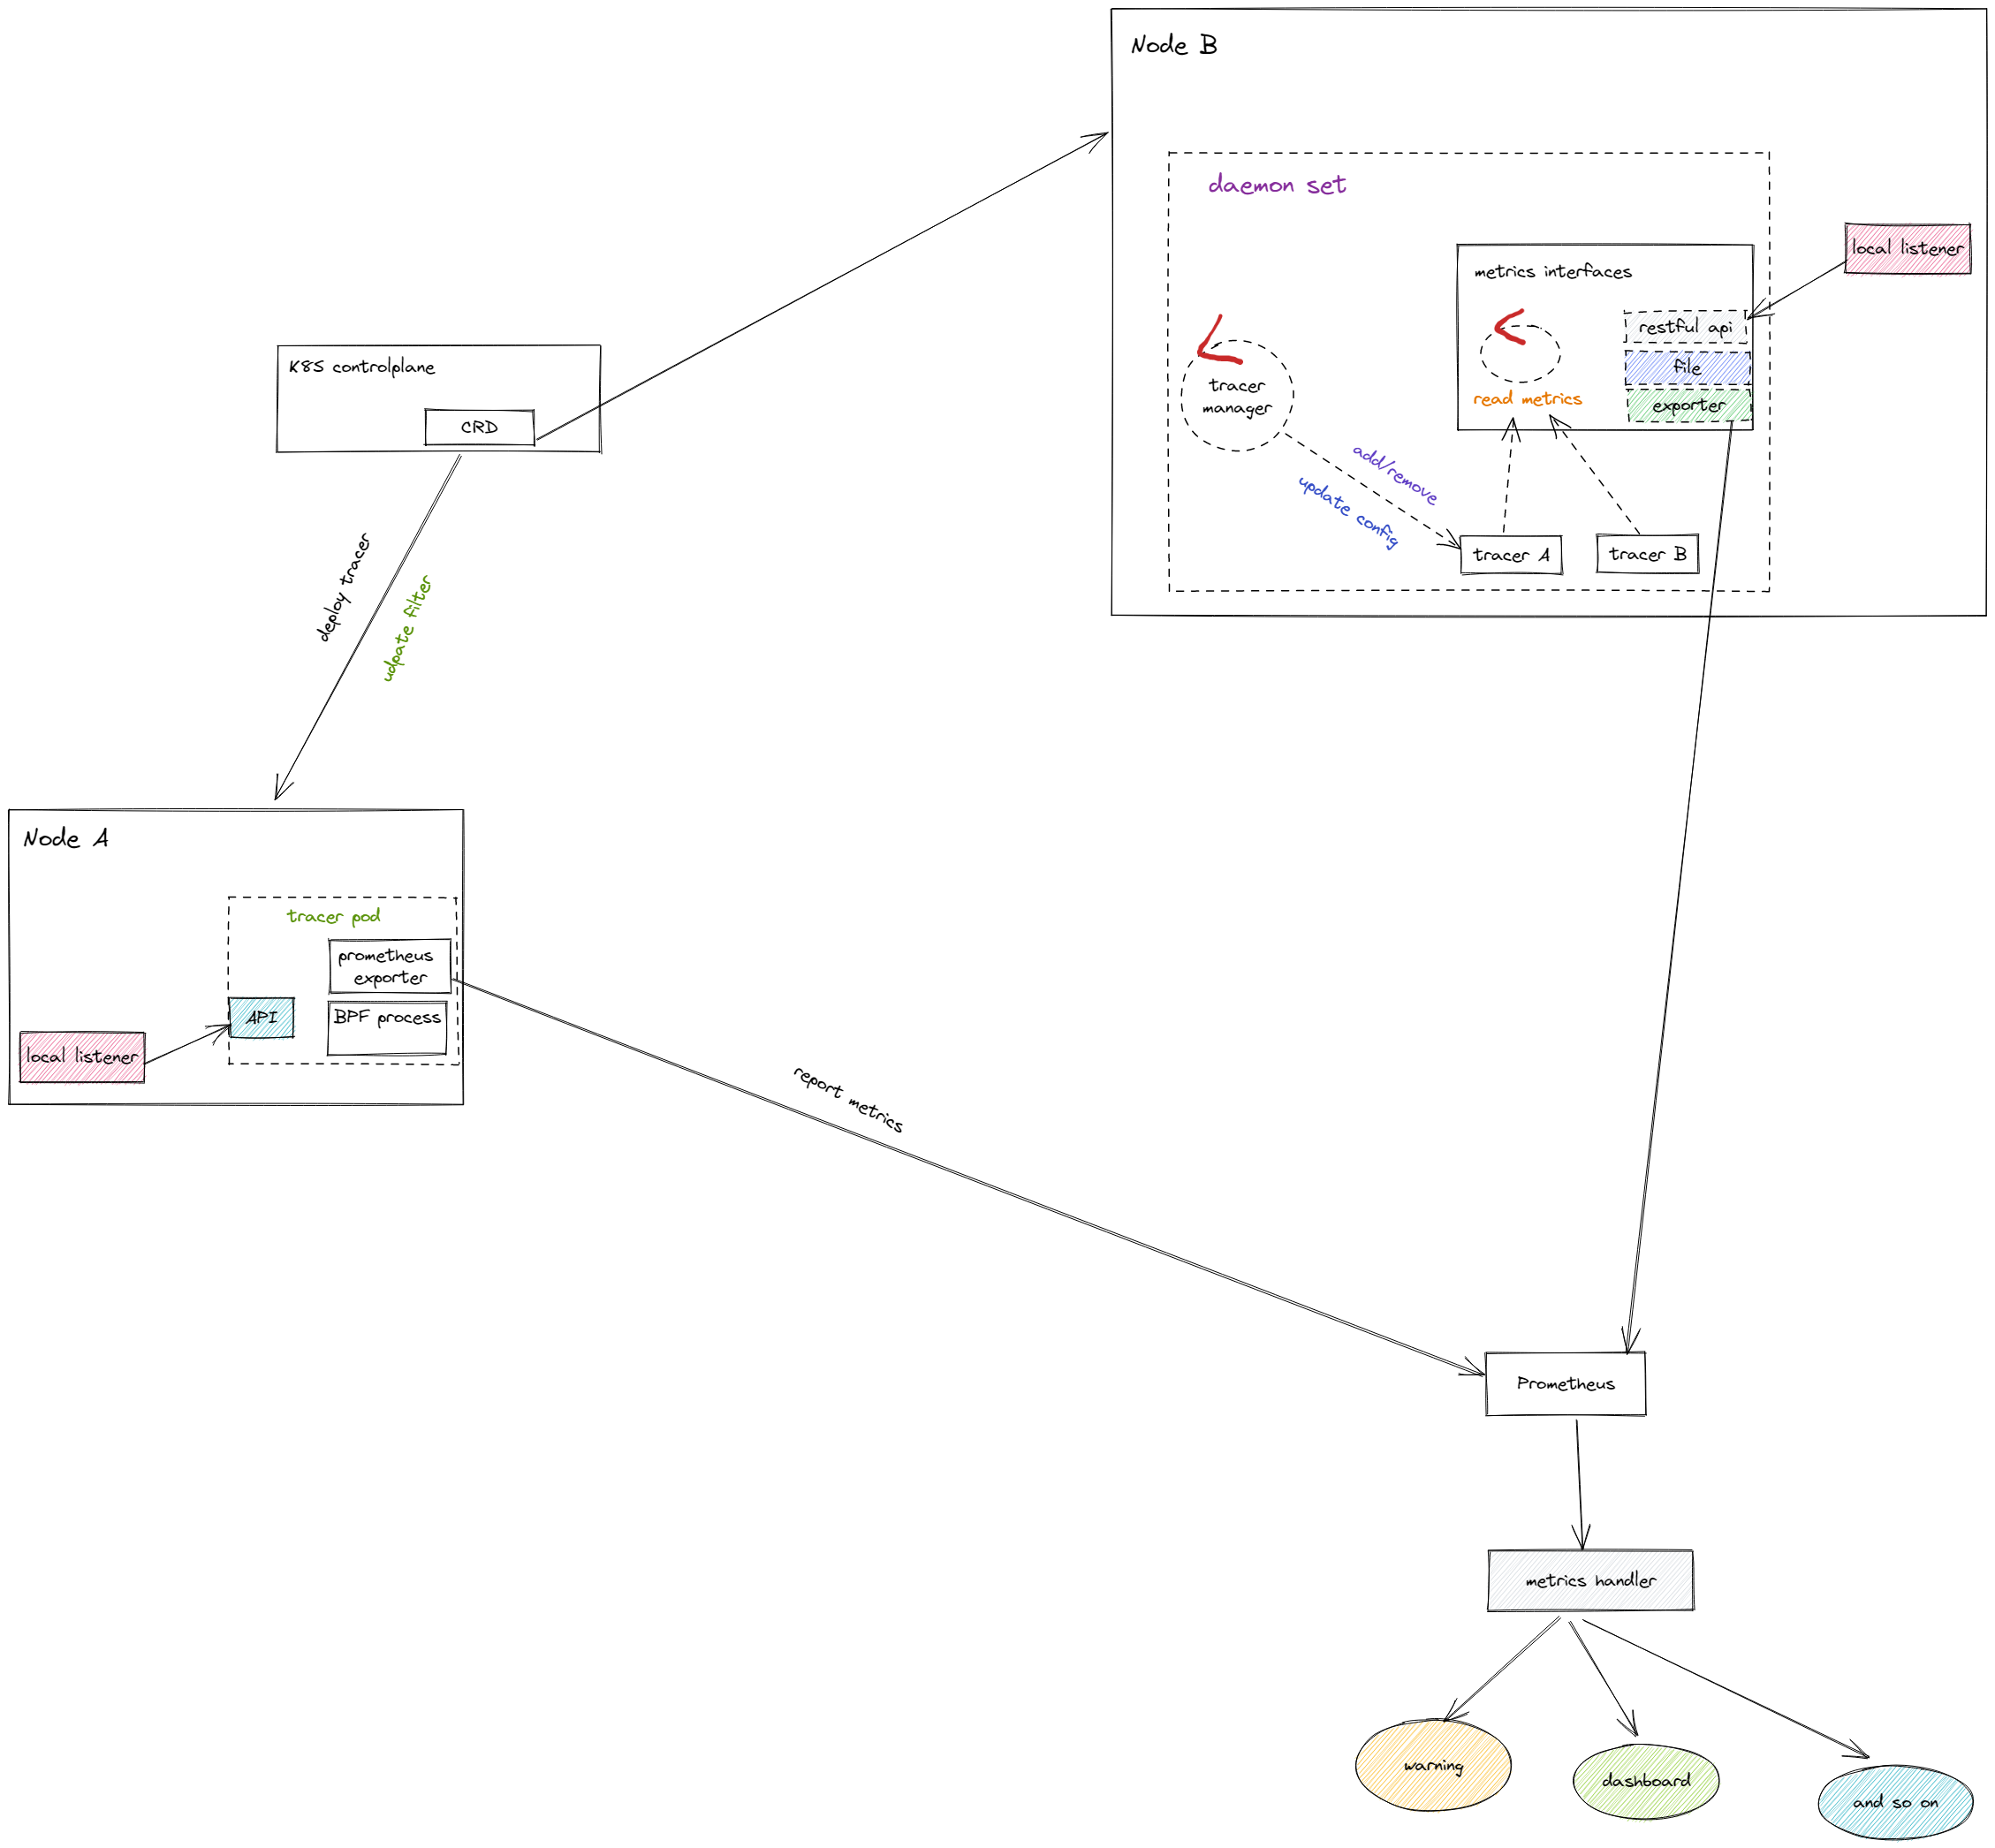 Node B
daemon set
local listener
metrics interfaces
restful api
file
exporter
read metrics
tracer
manager
add/remove
update config
tracer A
tracer B
K8S controlplane
CRD
deploy tracer
udpate filter
Node A
tracer pod
prometheus
exporter
API
BPF process
local listener
report metrics
Prometheus
metrics handler
warning
dashboard
and so on